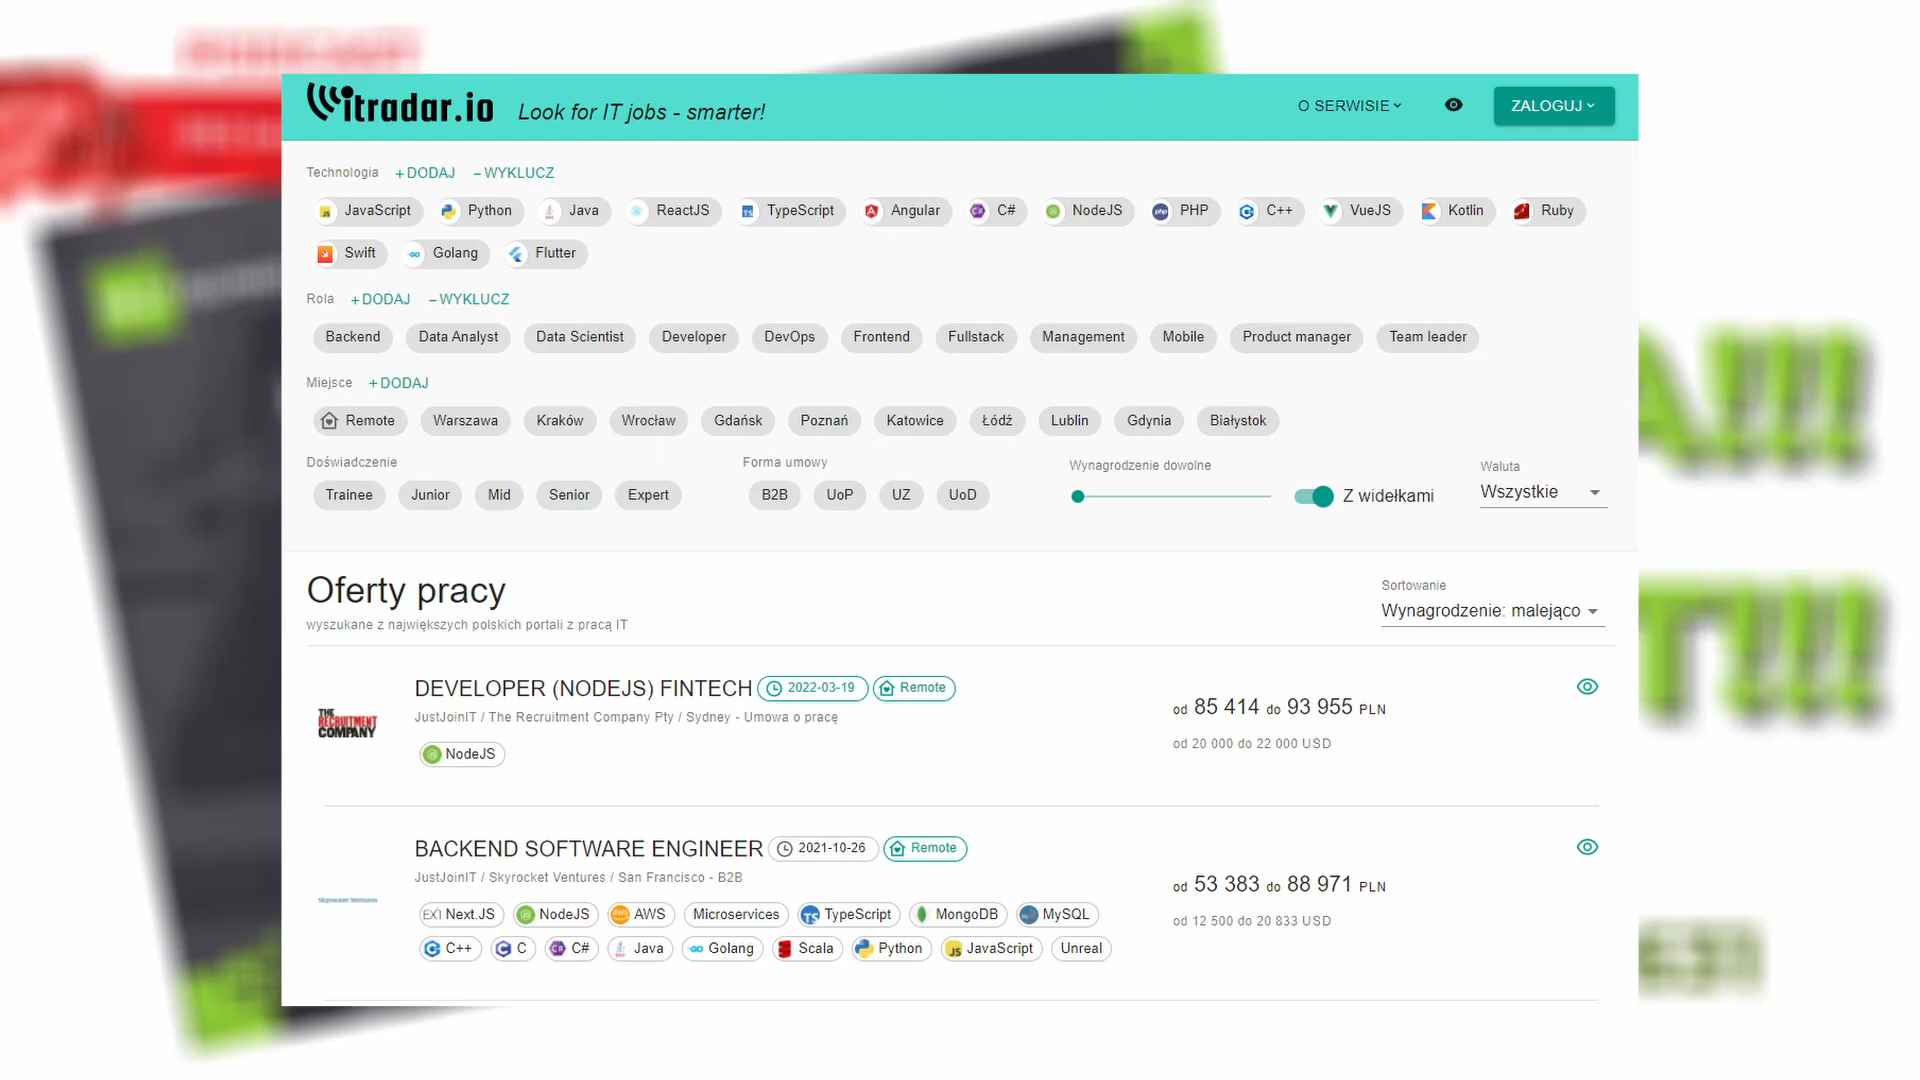 itradar.io Look for IT jobs - smarter! O SERWISIE ZALOGUJ
Technologia +DODAJ −WYKLUCZ
JavaScript Python Java ReactJS TypeScript Angular C# NodeJS PHP C++ VueJS Kotlin Ruby
Swift Golang Flutter
Rola +DODAJ −WYKLUCZ
Backend Data Analyst Data Scientist Developer DevOps Frontend Fullstack Management Mobile Product manager Team leader
Miejsce +DODAJ
Remote Warszawa Kraków Wrocław Gdańsk Poznań Katowice Łódź Lublin Gdynia Białystok
Doświadczenie Forma umowy Wynagrodzenie dowolne Waluta
Trainee Junior Mid Senior Expert B2B UoP UZ UoD Z widełkami Wszystkie
Oferty pracy
wyszukane z największych polskich portali z pracą IT
Sortowanie
Wynagrodzenie: malejąco
THE RECRUITMENT COMPANY
DEVELOPER (NODEJS) FINTECH 2022-03-19 Remote
JustJoinIT / The Recruitment Company Pty / Sydney - Umowa o pracę
NodeJS
od 85 414 do 93 955 PLN
od 20 000 do 22 000 USD
Skyrocket Ventures
BACKEND SOFTWARE ENGINEER 2021-10-26 Remote
JustJoinIT / Skyrocket Ventures / San Francisco - B2B
Next.JS NodeJS AWS Microservices TypeScript MongoDB MySQL
C++ C C# Java Golang Scala Python JavaScript Unreal
od 53 383 do 88 971 PLN
od 12 500 do 20 833 USD